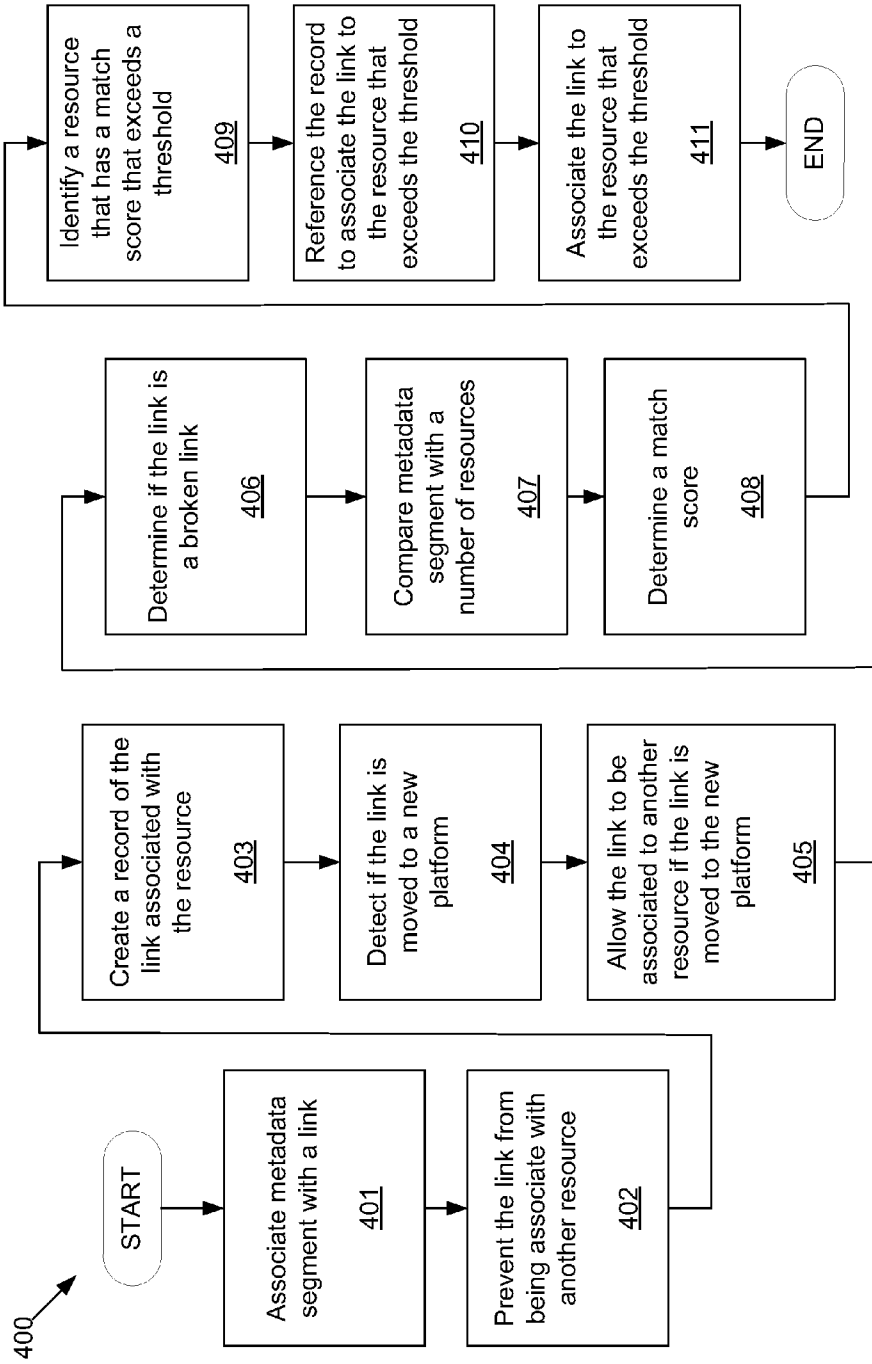 400
START
Associate metadata
segment with a link
401
Prevent the link from
being associate with
another resource
402
Create a record of the
link associated with
the resource
403
Detect if the link is
moved to a new
platform
404
Allow the link to be
associated to another
resource if the link is
moved to the new
platform
405
Determine if the link is
a broken link
406
Compare metadata
segment with a
number of resources
407
Determine a match
score
408
Identify a resource
that has a match
score that exceeds a
threshold
409
Reference the record
to associate the link to
the resource that
exceeds the threshold
410
Associate the link to
the resource that
exceeds the threshold
411
END